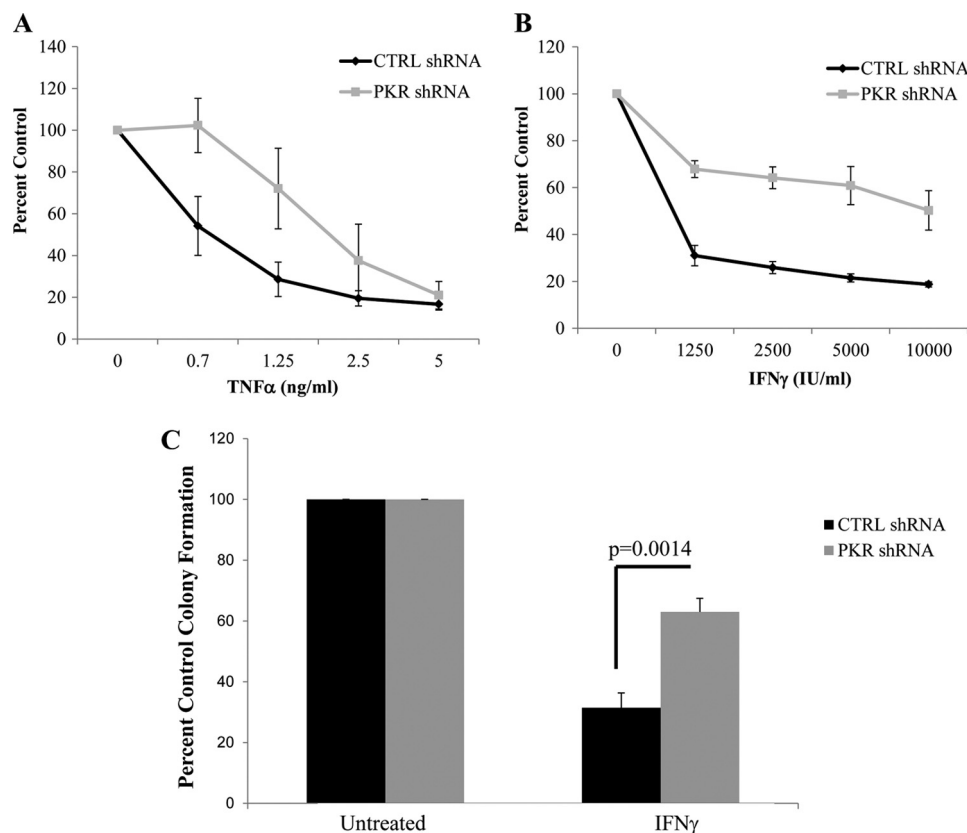 A
140
120
100
80
60
40
20
0
Percent Control
CTRL shRNA
PKR shRNA
0 0.7 1.25 2.5 5
TNFα (ng/ml)
B
120
100
80
60
40
20
0
Percent Control
CTRL shRNA
PKR shRNA
0 1250 2500 5000 10000
IFNγ (IU/ml)
C
120
100
80
60
40
20
0
Percent Control Colony Formation
p=0.0014
CTRL shRNA
PKR shRNA
Untreated IFNγ